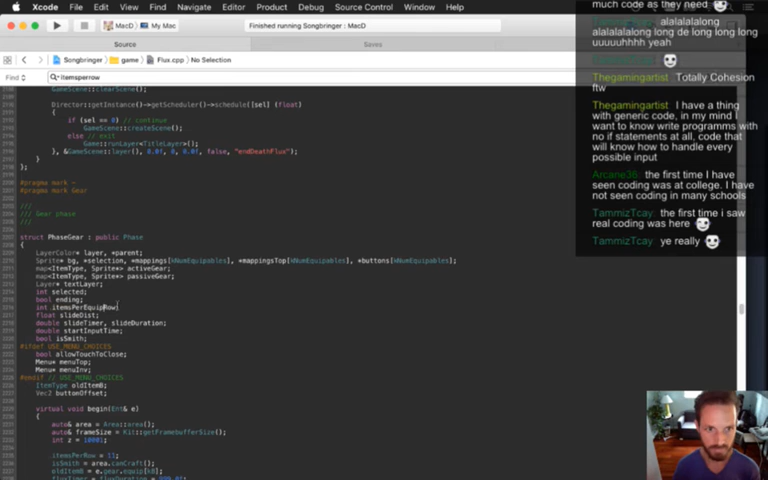 Xcode File Edit View Find Navigate Editor Product Debug Source Control Window Help
MacD My Mac Finished running Songbringer : MacD
Source Saves
Songbringer game Flux.cpp No Selection
Find itemsperrow
GameScene::clearScene();
Director::getInstance()->getScheduler()->schedule([sel] (float)
{
if (sel == 0) // continue
GameScene::createScene();
else // exit
Game::runLayer<TitleLayer>();
}, &GameScene::layer(), 0.0f, 0, 0.0f, false, "endDeathFlux");
}
};
#pragma mark -
#pragma mark Gear
///
/// Gear phase
///
struct PhaseGear : public Phase
{
LayerColor* layer, *parent;
Sprite* bg, *selection, *mappings[kNumEquipables], *mappingsTop[kNumEquipables], *buttons[kNumEquipables];
map<ItemType, Sprite*> activeGear;
map<ItemType, Sprite*> passiveGear;
Layer* textLayer;
int selected;
bool ending;
int itemsPerEquipRow;
float slideDist;
double slideTimer, slideDuration;
double startInputTime;
bool isSmith;
#ifdef USE_MENU_CHOICES
bool allowTouchToClose;
Menu* menuTop;
Menu* menuInv;
#endif // USE_MENU_CHOICES
ItemType oldItemB;
Vec2 buttonOffset;
virtual void begin(Int& e)
{
auto& area = Area::area();
auto& frameSize = Kit::getFramebufferSize();
int z = 10001;
itemsPerRow = 11;
isSmith = area.canCraft();
oldItemB = e.gear.equip[kB];
much code as they need
alalalalalong
alalalalalong long de long long long
uuuuuhhhh yeah
Thegamingartist Totally Cohesion
ftw
Thegamingartist I have a thing
with generic code, in my mind I
want to know write programms with
no if statements at all, code that
will know how to handle every
possible input
Arcane36: the first time I have
seen coding was at college. I have
not seen coding in many schools
TammizTcay: the first time i saw
real coding was here
TammizTcay: ye really